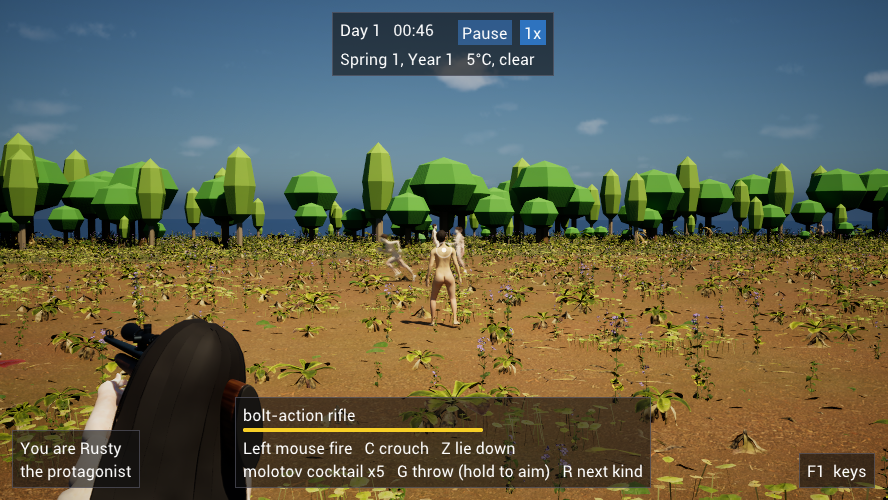 Day 1 00:46 Pause 1x
Spring 1, Year 1 5°C, clear
bolt-action rifle
Left mouse fire C crouch Z lie down
molotov cocktail x5 G throw (hold to aim) R next kind
You are Rusty
the protagonist
F1 keys